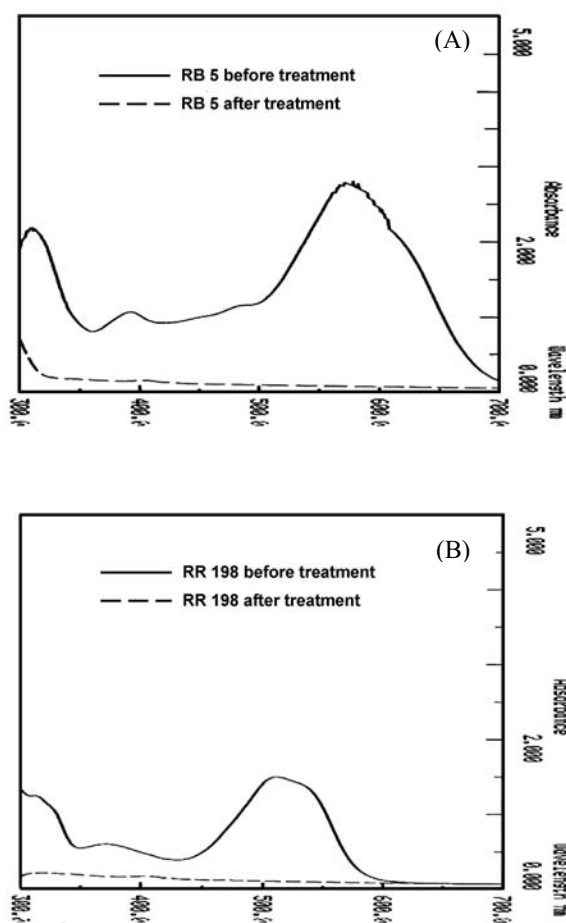 (A)
RB 5 before treatment
RB 5 after treatment
5.000
Absorbance
2.000
Wavelength nm
0.000
300.0
400.0
500.0
600.0
700.0
(B)
RR 198 before treatment
RR 198 after treatment
5.000
Absorbance
2.000
Wavelength nm
0.000
300.0
400.0
500.0
600.0
700.0